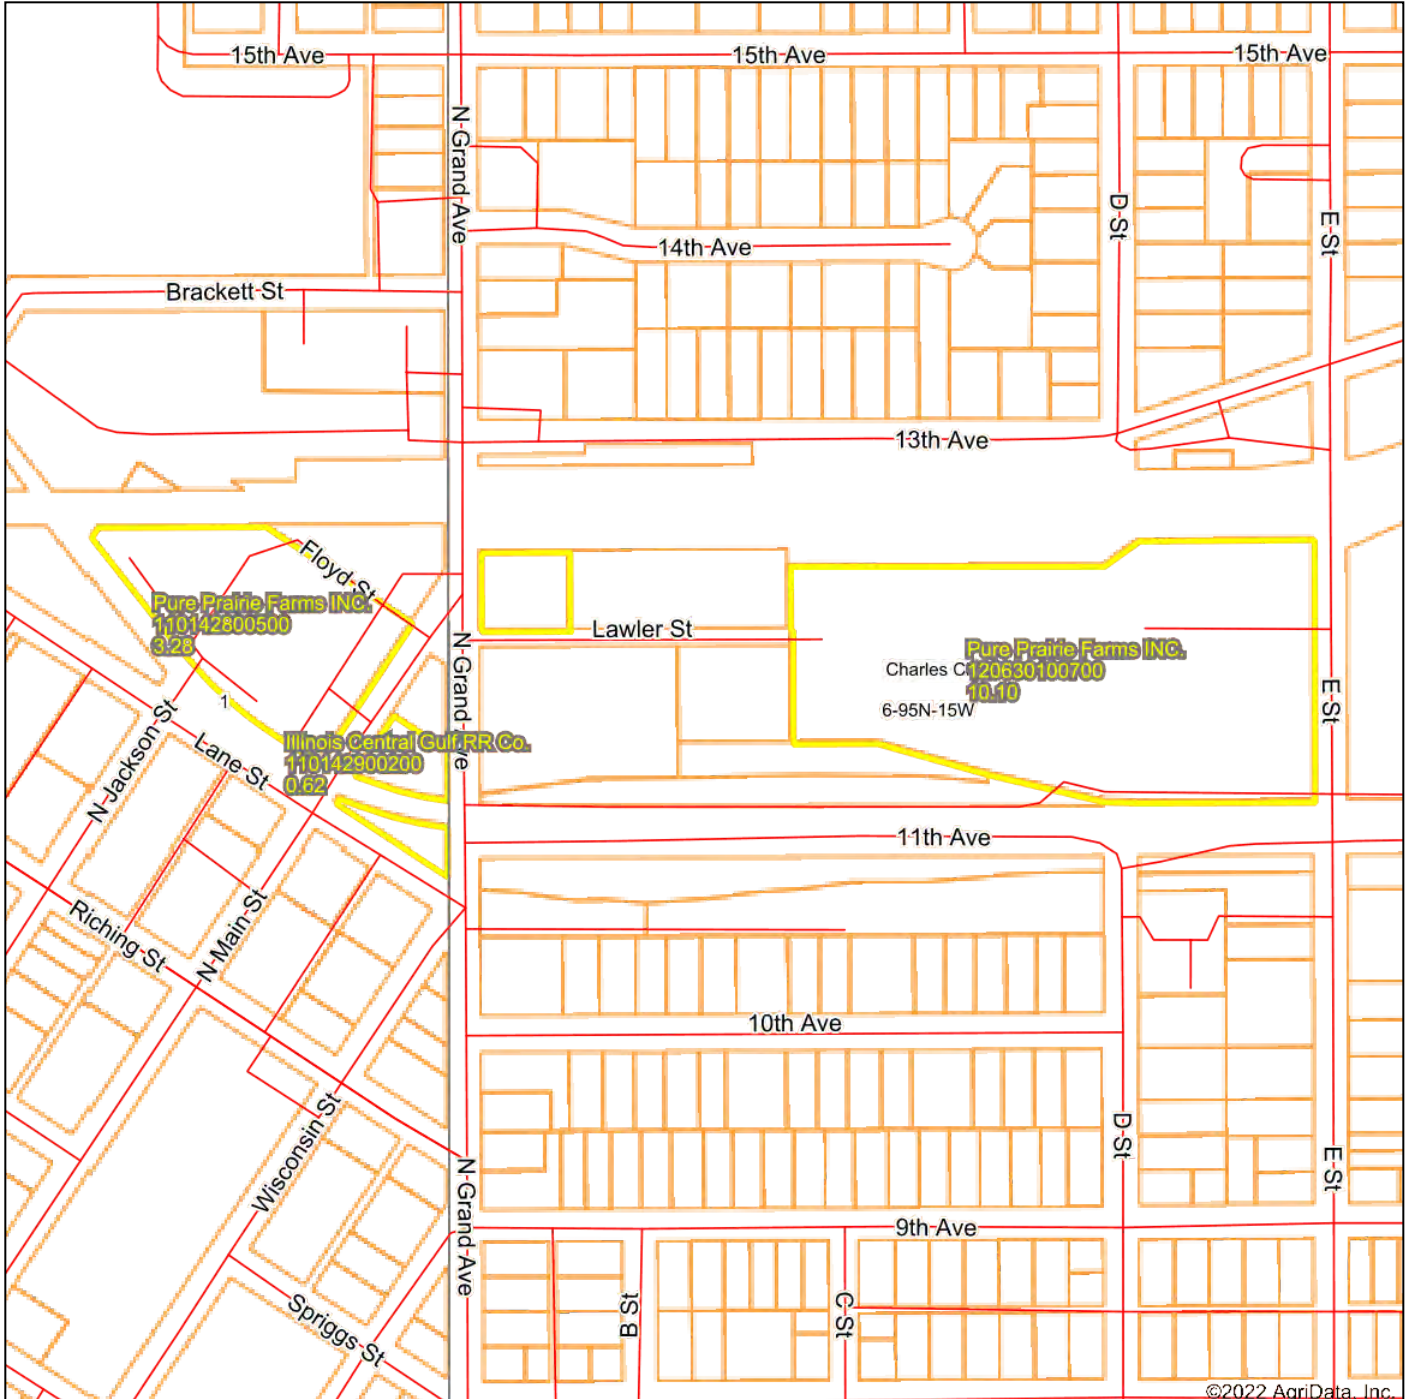 15th Ave
15th Ave
15th Ave
N Grand Ave
D St
E St
14th Ave
Brackett St
13th Ave
Floyd St
Pure Prairie Farms INC.
110142800500
3.28
N Grand Ave
Lawler St
Pure Prairie Farms INC.
120630100700
10.10
Charles C
6-95N-15W
E St
1
N Jackson St
Lane St
Illinois Central Gulf RR Co.
110142900200
0.62
11th Ave
Riching St
N Main St
10th Ave
Wisconsin St
D St
E St
N Grand Ave
9th Ave
B St
C St
Spriggs St
©2022 AgriData, Inc.